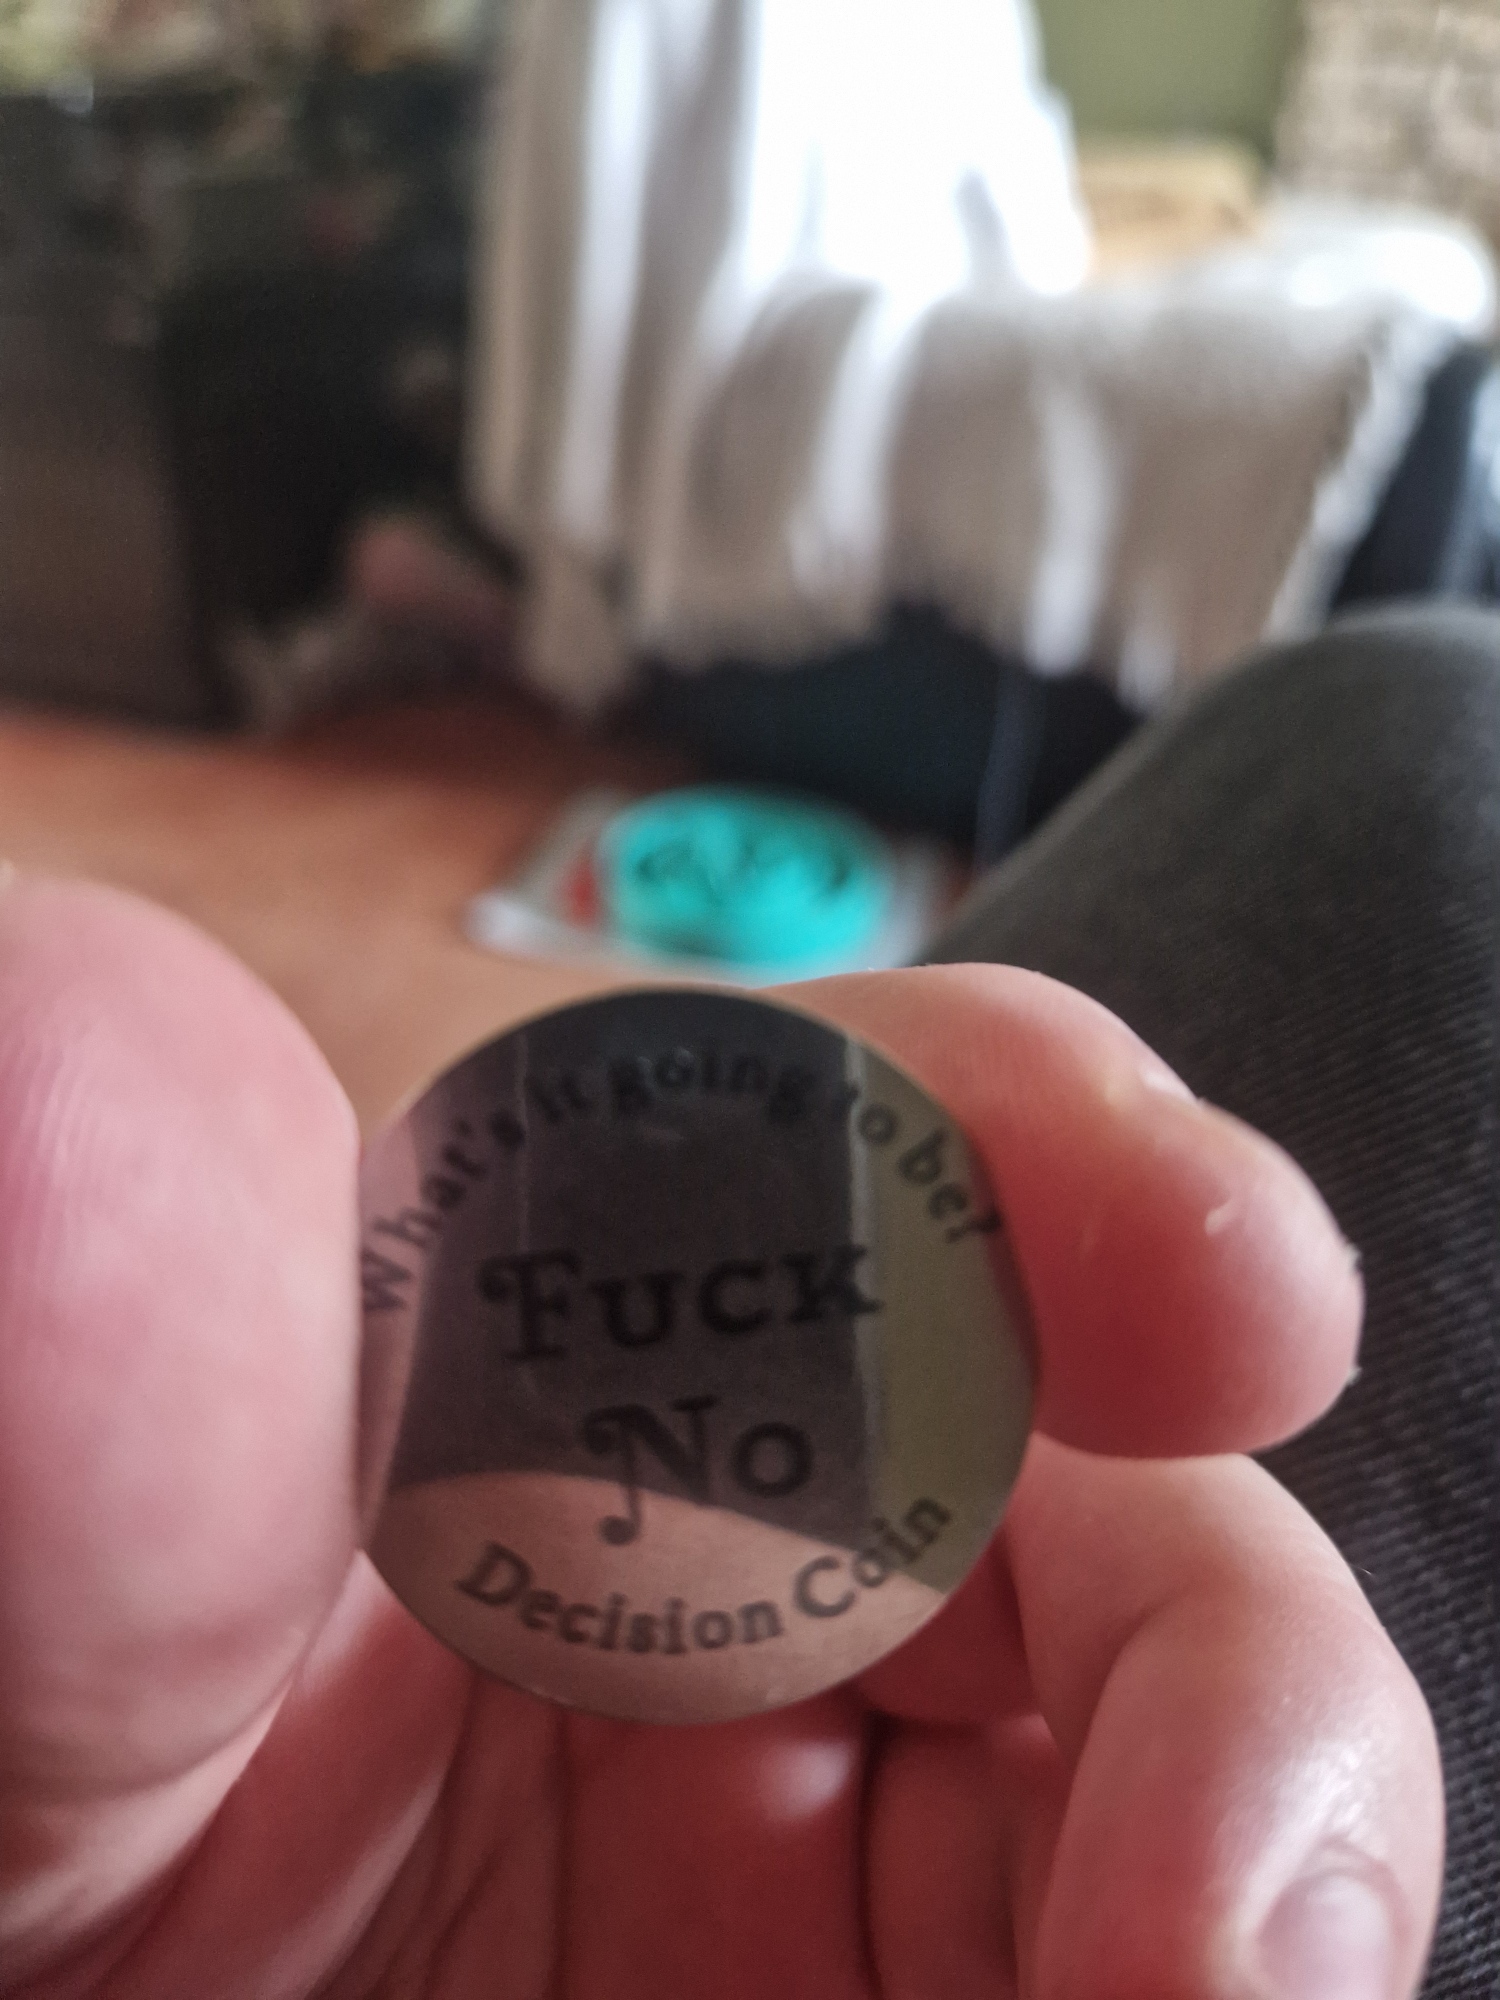 What's it going to be?
Fuck
No
Decision Coin